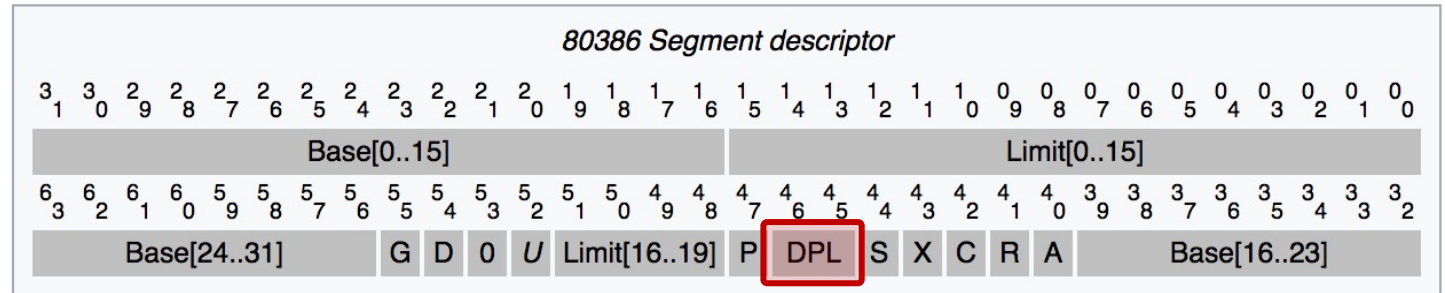 80386 Segment descriptor
31 30 29 28 27 26 25 24 23 22 21 20 19 18 17 16 15 14 13 12 11 10 09 08 07 06 05 04 03 02 01 00
Base[0..15] Limit[0..15]
63 62 61 60 59 58 57 56 55 54 53 52 51 50 49 48 47 46 45 44 43 42 41 40 39 38 37 36 35 34 33 32
Base[24..31] G D 0 U Limit[16..19] P DPL S X C R A Base[16..23]